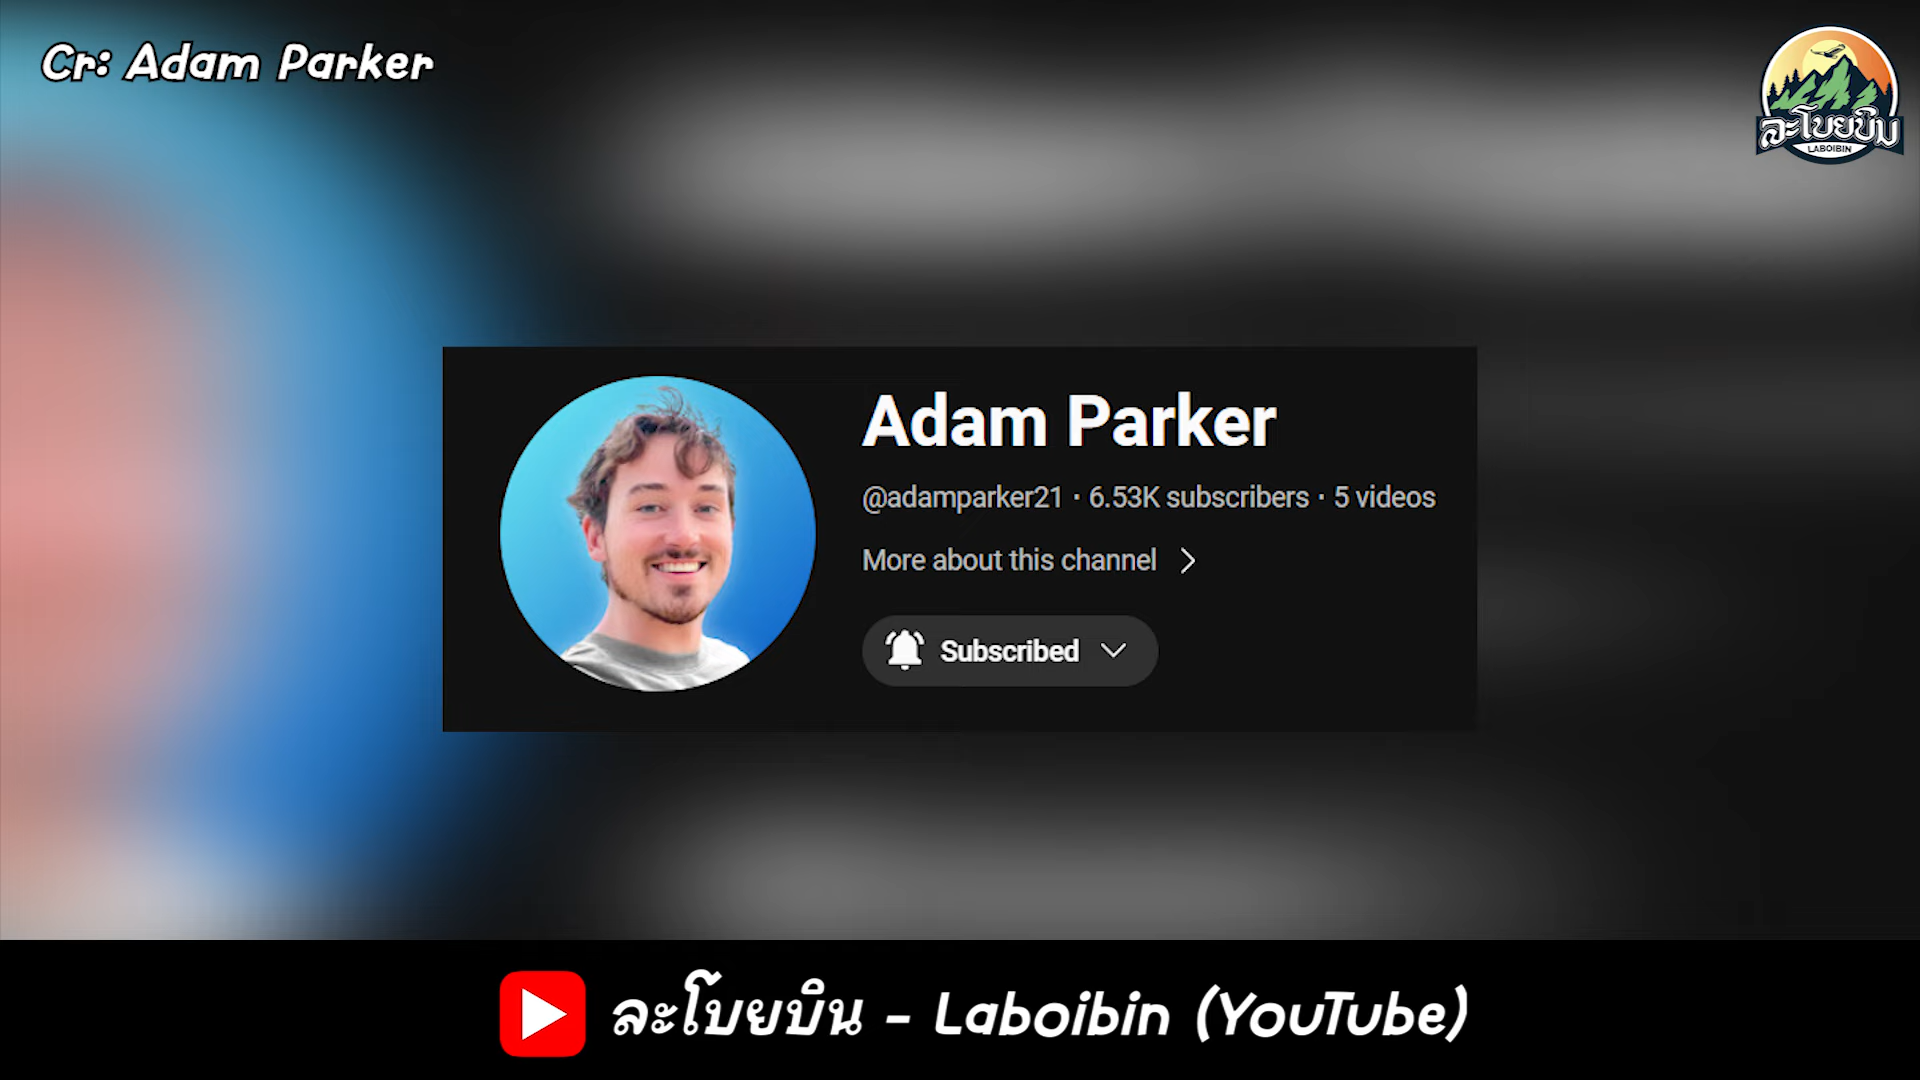 Cr: Adam Parker
ละโบยบิน
LABOIBIN
Adam Parker
@adamparker21 · 6.53K subscribers · 5 videos
More about this channel
Subscribed
ละโบยบิน - Laboibin (YouTube)